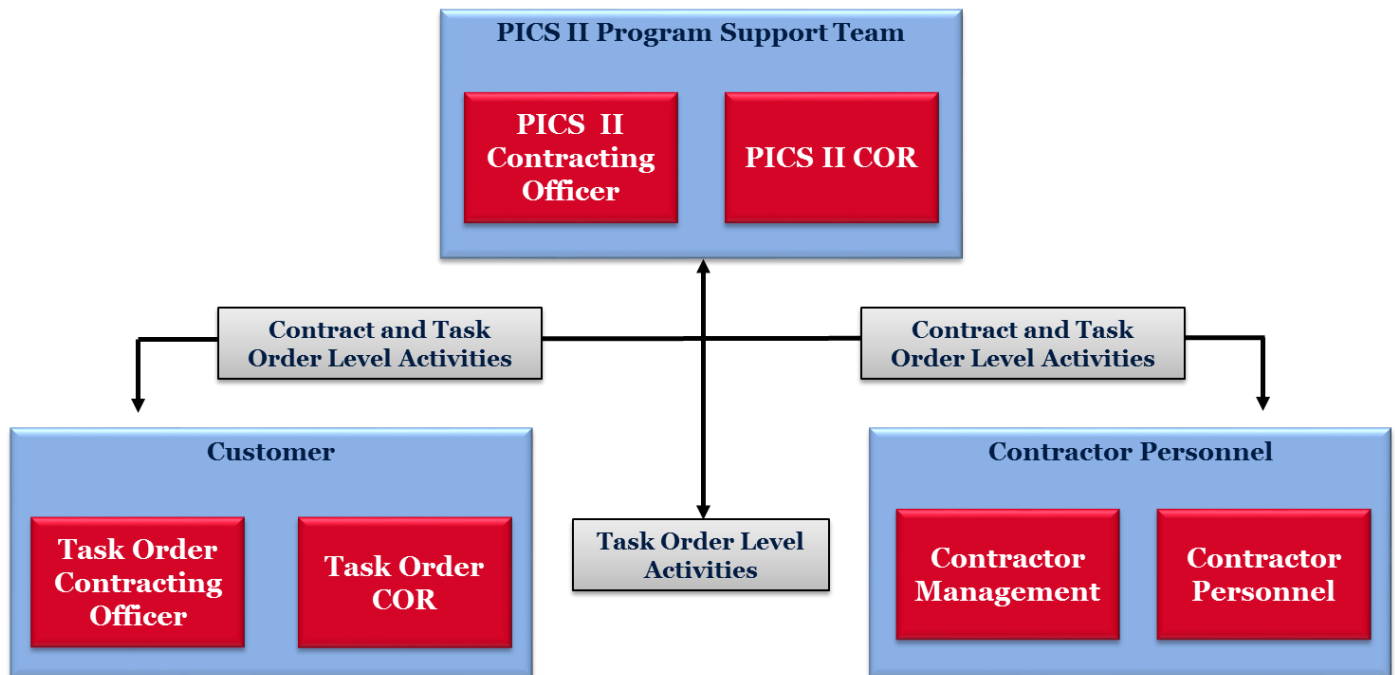 PICS II Program Support Team
PICS II
Contracting
Officer
PICS II COR
Contract and Task
Order Level Activities
Contract and Task
Order Level Activities
Customer
Task Order
Contracting
Officer
Task Order
COR
Task Order Level
Activities
Contractor Personnel
Contractor
Management
Contractor
Personnel